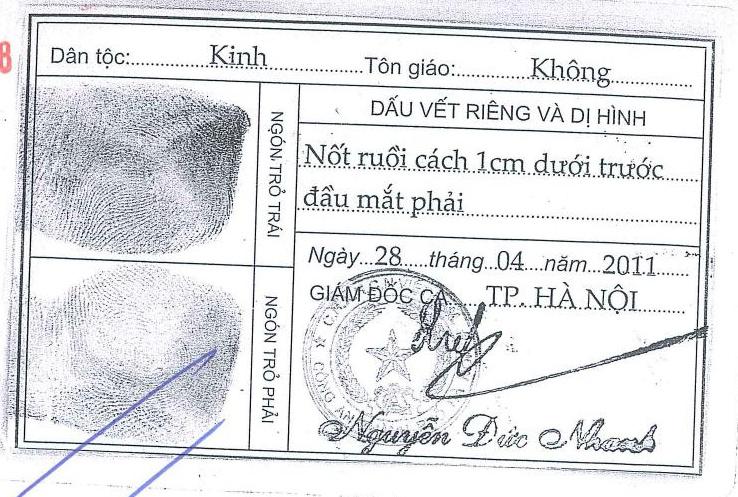 8
Dân tộc: Kinh Tôn giáo: Không
DẤU VẾT RIÊNG VÀ DỊ HÌNH
NGÓN TRỎ TRÁI
Nốt ruồi cách 1cm dưới trước
đầu mắt phải
Ngày 28 tháng 04 năm 2011
GIÁM ĐỐC CA TP. HÀ NỘI
NGÓN TRỎ PHẢI
Nguyễn Đức Nhanh